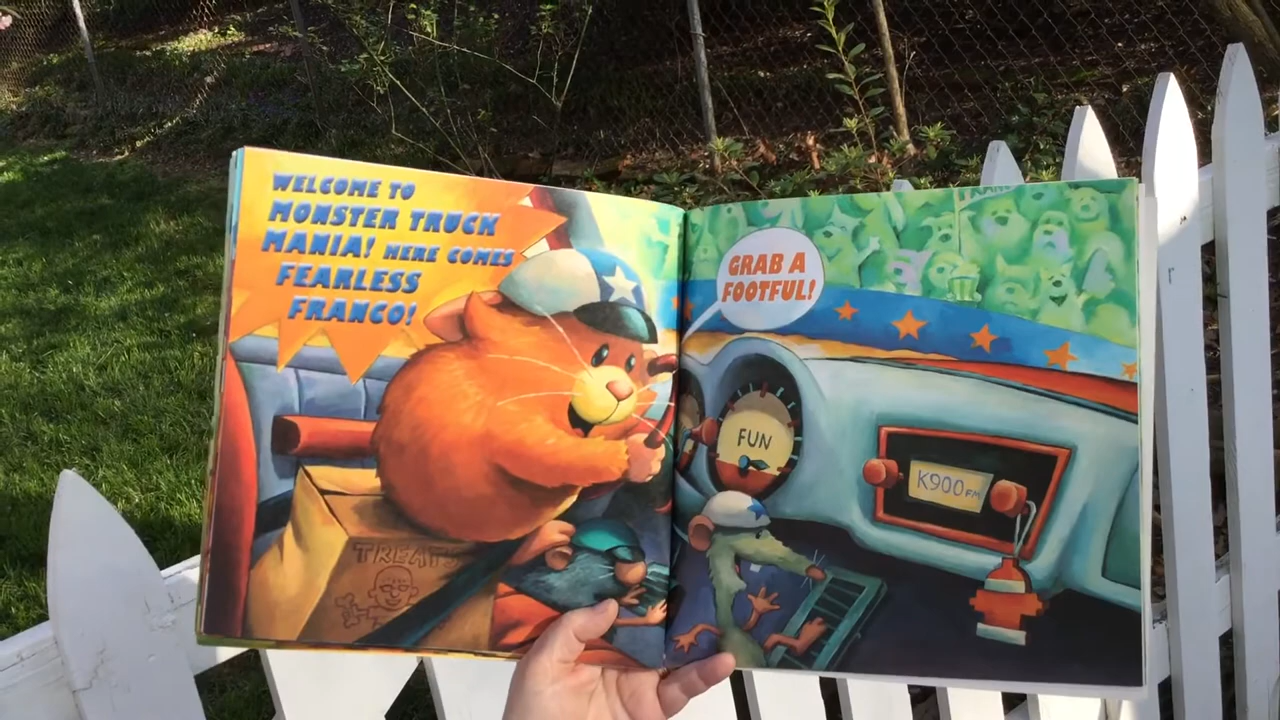 WELCOME TO
MONSTER TRUCK
MANIA! HERE COMES
FEARLESS
FRANCO!
TREATS
GRAB A
FOOTFUL!
FUN
K900FM